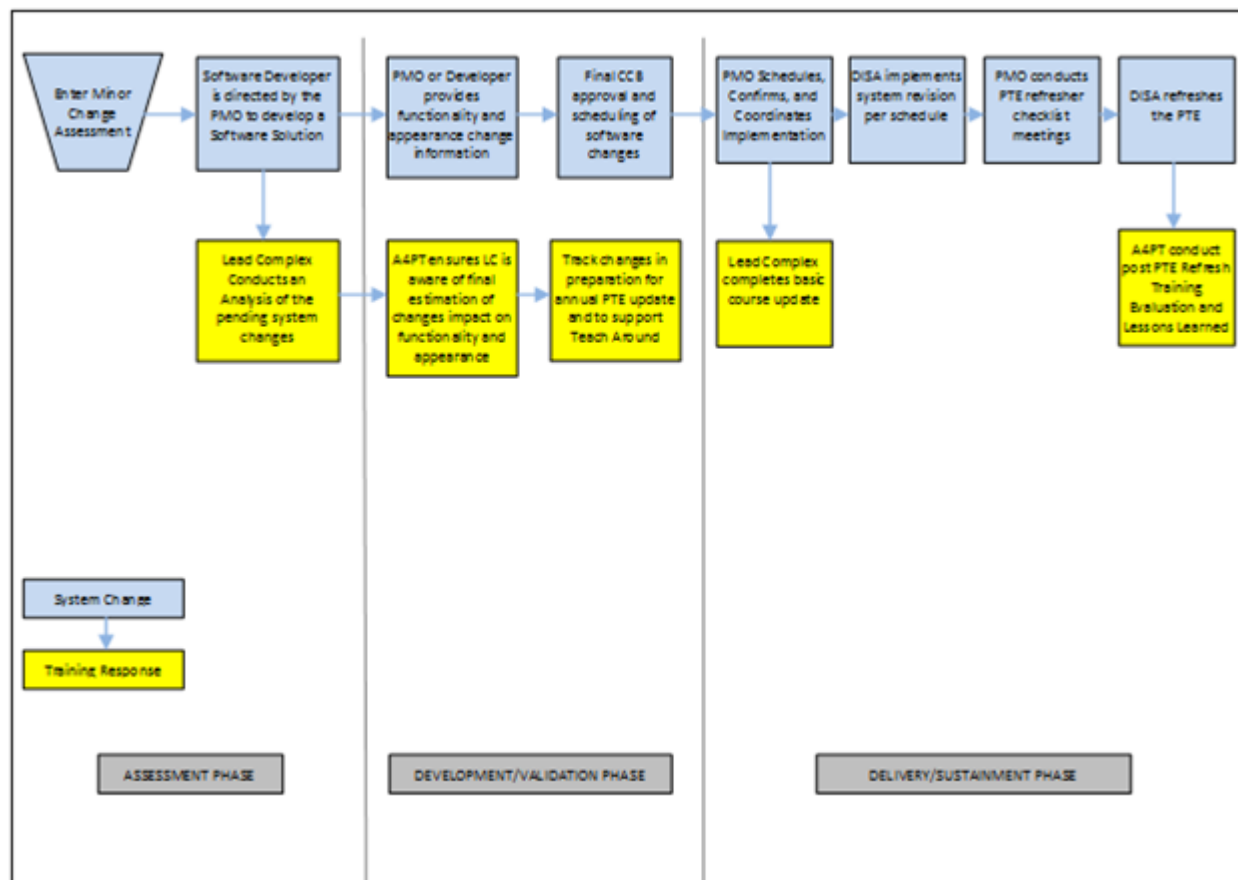 Enter Minor
Change
Assessment
Software Developer
is directed by the
PMO to develop a
Software Solution
PMO or Developer
provides
functionality and
appearance change
information
Final CCB
approval and
scheduling of
software
changes
PMO Schedules,
Confirms, and
Coordinates
Implementation
DISA implements
system revision
per schedule
PMO conducts
PTE refresher
checklist
meetings
DISA refreshes
the PTE
Lead Complex
Conducts an
Analysis of the
pending system
changes
A4PT ensures LC is
aware of final
estimation of
changes impact on
functionality and
appearance
Track changes in
preparation for
annual PTE update
and to support
Teach Around
Lead Complex
completes basic
course update
A4PT conduct
post PTE Refresh
Training
Evaluation and
Lessons Learned
System Change
Training Response
ASSESSMENT PHASE
DEVELOPMENT/VALIDATION PHASE
DELIVERY/SUSTAINMENT PHASE